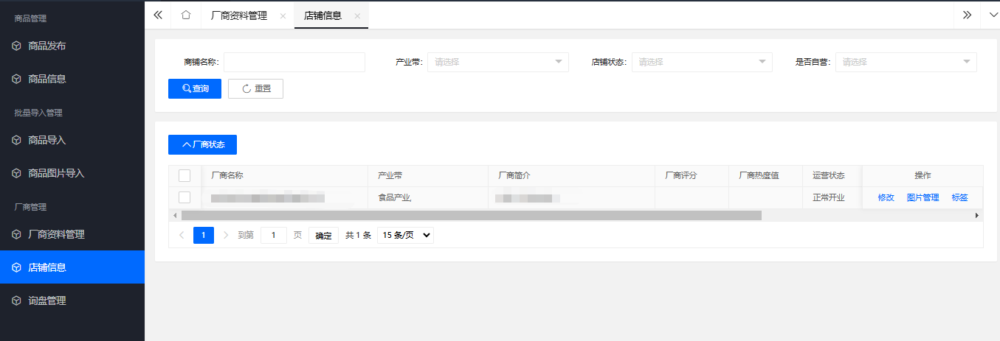 商品管理
商品发布
商品信息
批量导入管理
商品导入
商品图片导入
厂商管理
厂商资料管理
店铺信息
询盘管理
厂商资料管理 店铺信息
商铺名称: 产业带: 请选择 店铺状态: 请选择 是否自营: 请选择
查询 重置
厂商状态
厂商名称 产业带 厂商简介 厂商评分 厂商热度值 运营状态 操作
食品产业, 正常开业 修改 图片管理 标签
1 到第 1 页 确定 共 1 条 15 条/页